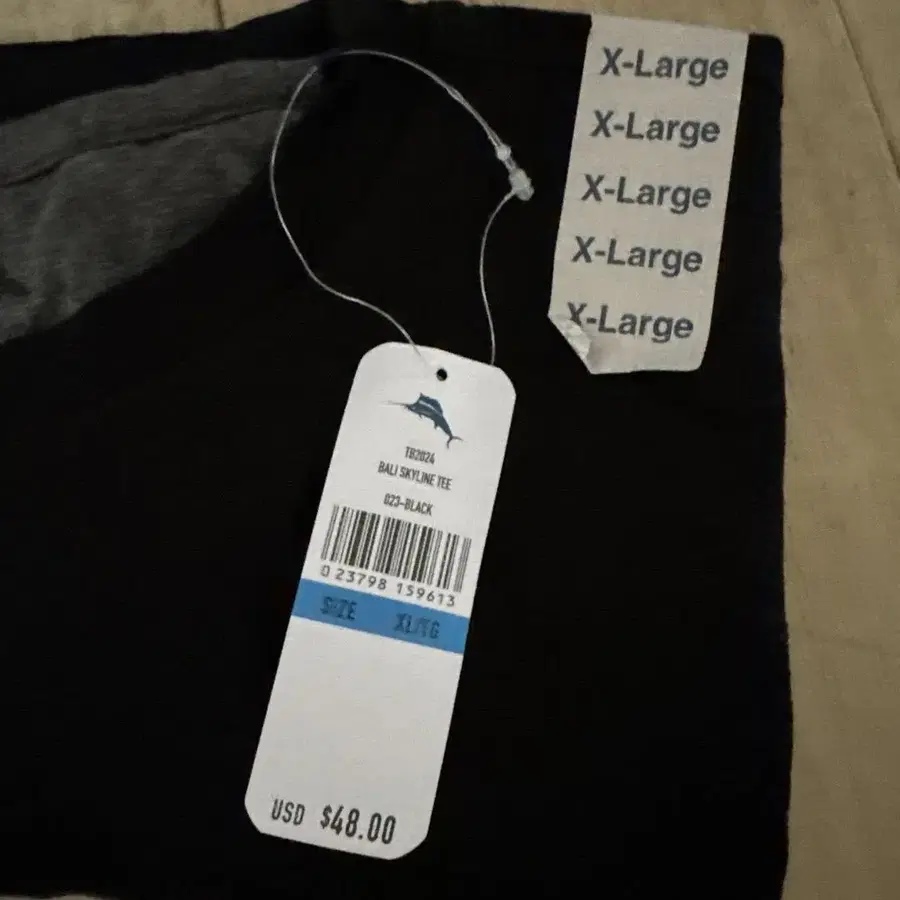 X-Large
X-Large
X-Large
X-Large
X-Large
TB2024
BALI SKYLINE TEE
023-BLACK
0 23798 159613
SIZE XL/TG
USD $48.00